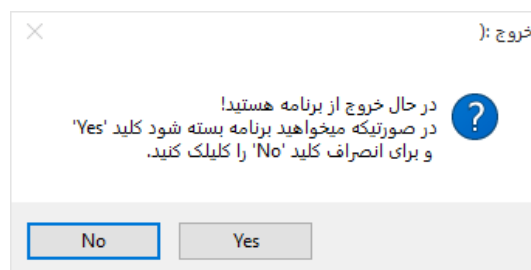 خروج :(
در حال خروج از برنامه هستید!
در صورتیکه میخواهید برنامه بسته شود کلید 'Yes'
و برای انصراف کلید 'No' را کلیلک کنید.
No
Yes